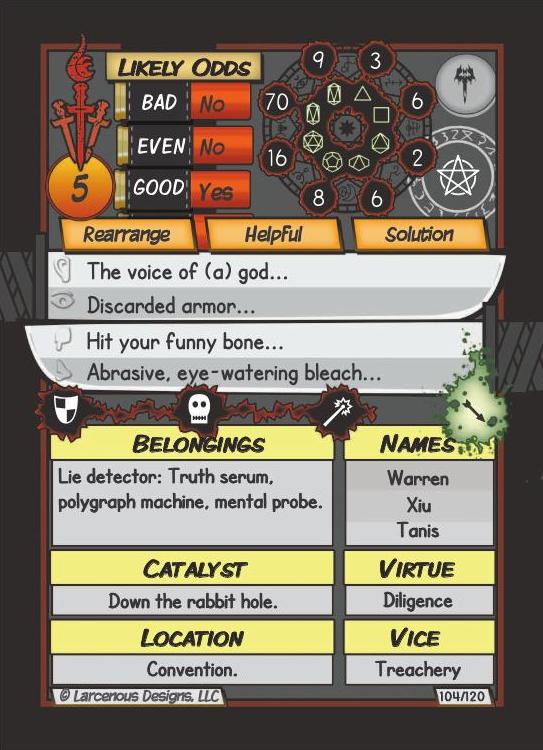 LIKELY ODDS
BAD No
EVEN No
GOOD Yes
5
9
3
70
6
16
2
8
6
Rearrange Helpful Solution
The voice of (a) god...
Discarded armor...
Hit your funny bone...
Abrasive, eye-watering bleach...
BELONGINGS
Lie detector: Truth serum,
polygraph machine, mental probe.
NAMES
Warren
Xiu
Tanis
CATALYST
Down the rabbit hole.
VIRTUE
Diligence
LOCATION
Convention.
VICE
Treachery
© Larcenous Designs, LLC
104/120